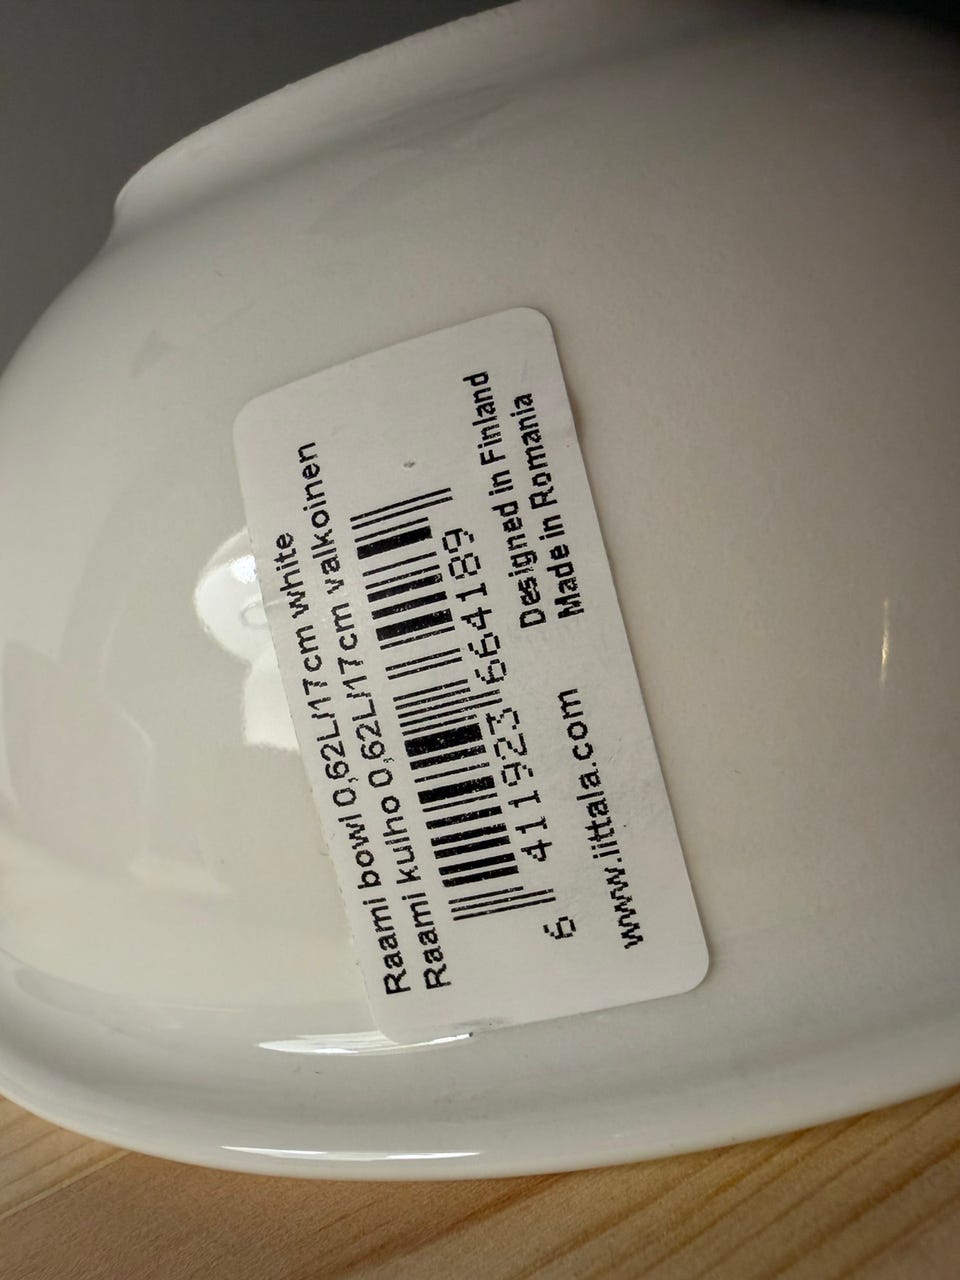 Raami bowl 0,62L/17cm white
Raami kulho 0,62L/17cm valkoinen
6 411923 664189
Designed in Finland
www.iittala.com Made in Romania